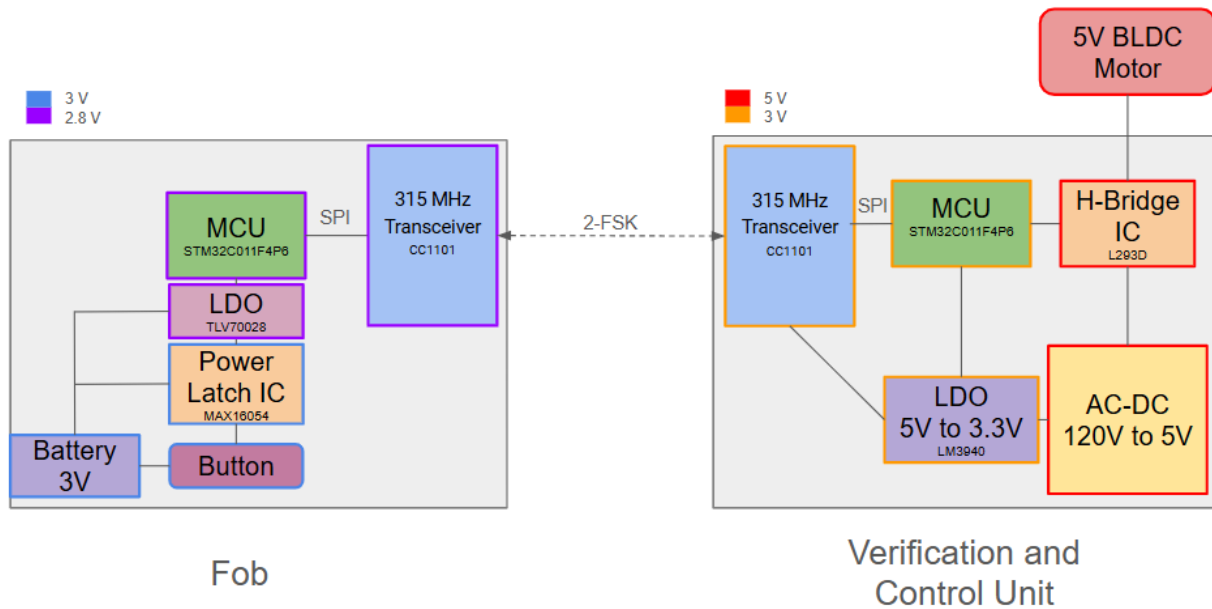 3 V
2.8 V
MCU
STM32C011F4P6
SPI
315 MHz
Transceiver
CC1101
LDO
TLV70028
Power
Latch IC
MAX16054
Battery
3V
Button
Fob
2-FSK
5 V
3 V
5V BLDC
Motor
315 MHz
Transceiver
CC1101
SPI
MCU
STM32C011F4P6
H-Bridge
IC
L293D
LDO
5V to 3.3V
LM3940
AC-DC
120V to 5V
Verification and
Control Unit